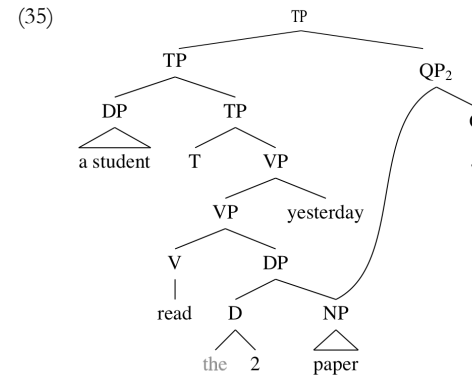 (35) TP
TP QP₂
DP TP
a student T VP
VP yesterday
V DP
read D NP
the 2 paper